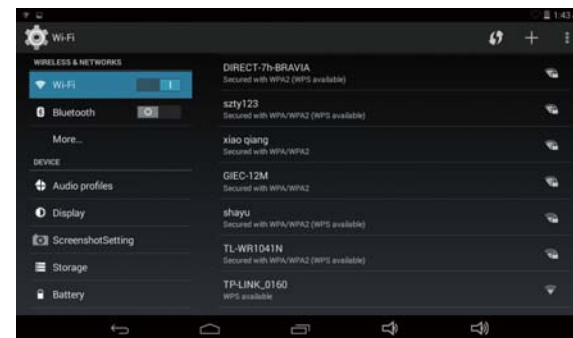 1:43
Wi-Fi
WIRELESS & NETWORKS
Wi-Fi
Bluetooth
More...
DEVICE
Audio profiles
Display
ScreenshotSetting
Storage
Battery
DIRECT-7h-BRAVIA
Secured with WPA2 (WPS available)
szty123
Secured with WPA/WPA2 (WPS available)
xiao qiang
Secured with WPA/WPA2
GIEC-12M
Secured with WPA/WPA2
shayu
Secured with WPA/WPA2 (WPS available)
TL-WR1041N
Secured with WPA/WPA2 (WPS available)
TP-LINK_0160
WPS available